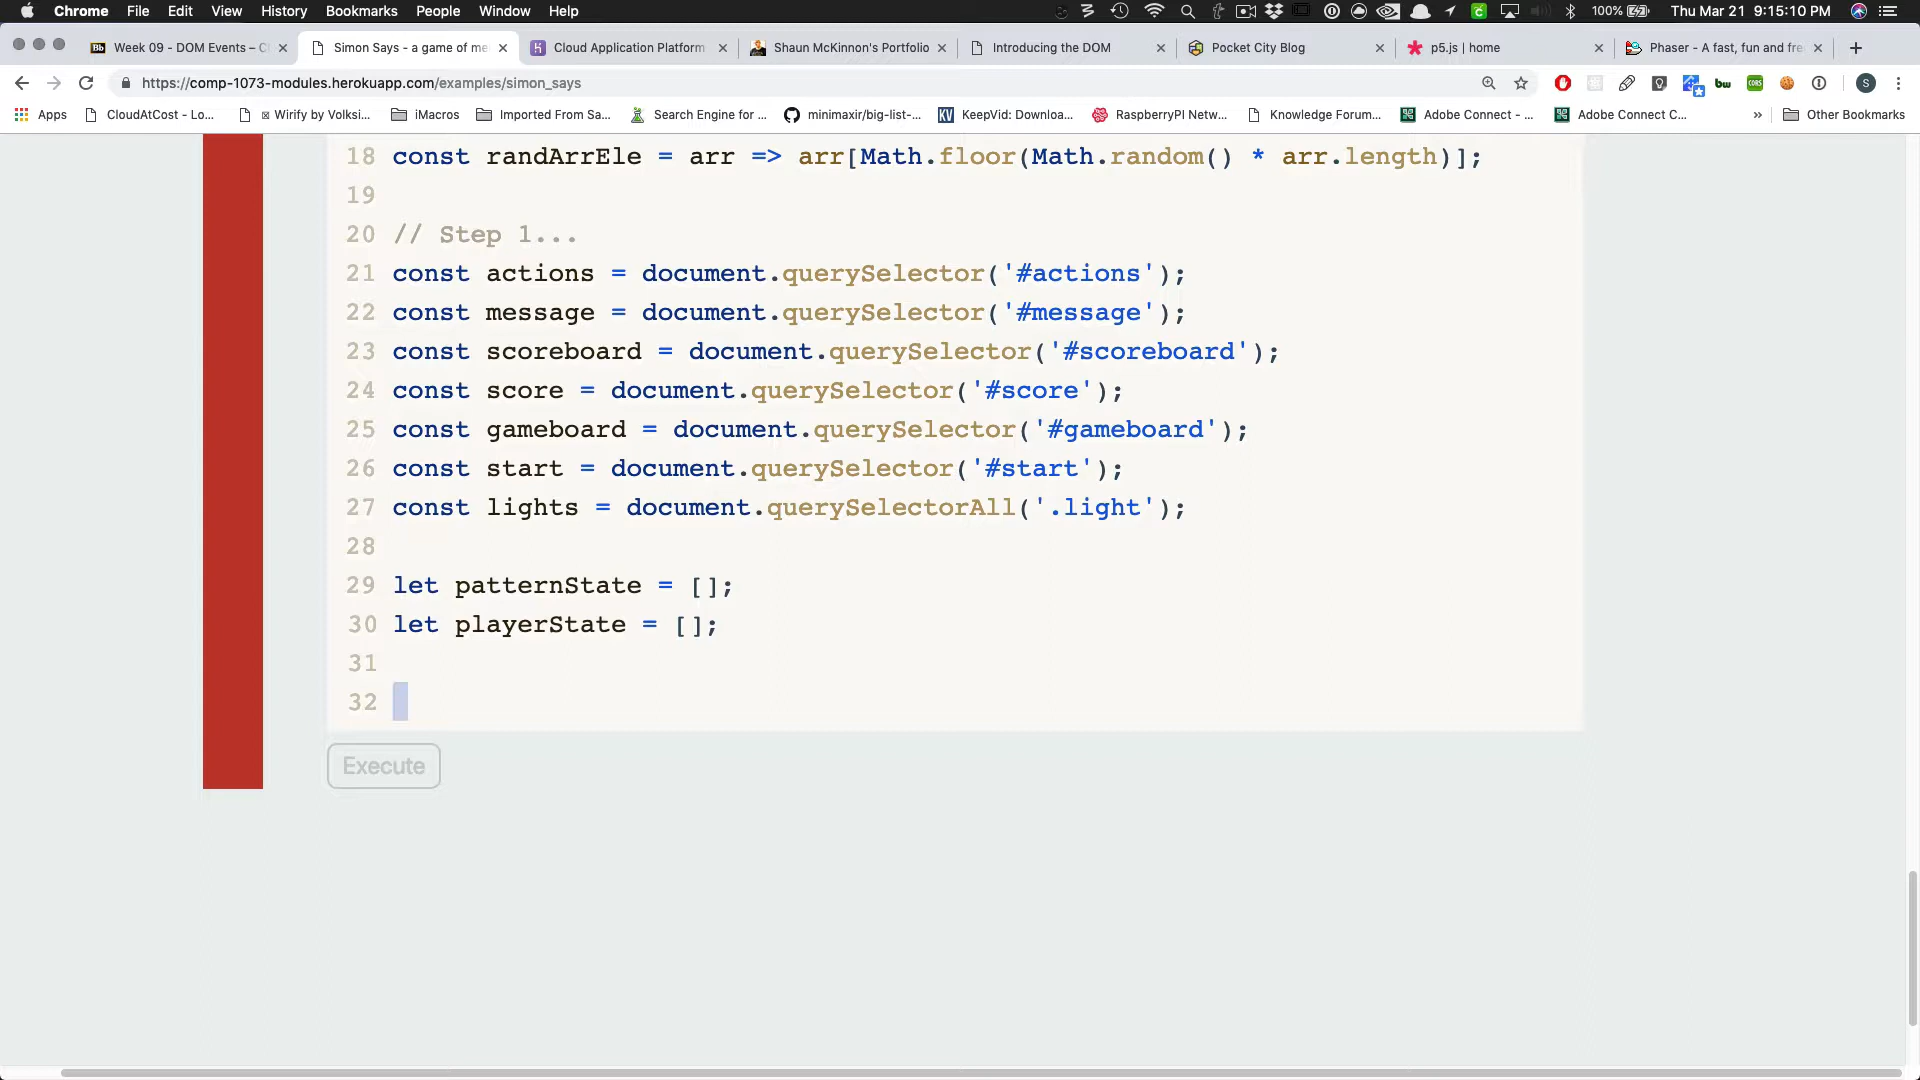 Chrome File Edit View History Bookmarks People Window Help 100% Thu Mar 21 9:15:10 PM
Week 09 - DOM Events – C Simon Says - a game of me Cloud Application Platform Shaun McKinnon's Portfolio Introducing the DOM Pocket City Blog p5.js | home Phaser - A fast, fun and fre
https://comp-1073-modules.herokuapp.com/examples/simon_says
Apps CloudAtCost - Lo... Wirify by Volksi... iMacros Imported From Sa... Search Engine for ... minimaxir/big-list-... KeepVid: Downloa... RaspberryPI Netw... Knowledge Forum... Adobe Connect - ... Adobe Connect C... » Other Bookmarks
18 const randArrEle = arr => arr[Math.floor(Math.random() * arr.length)];
19
20 // Step 1...
21 const actions = document.querySelector('#actions');
22 const message = document.querySelector('#message');
23 const scoreboard = document.querySelector('#scoreboard');
24 const score = document.querySelector('#score');
25 const gameboard = document.querySelector('#gameboard');
26 const start = document.querySelector('#start');
27 const lights = document.querySelectorAll('.light');
28
29 let patternState = [];
30 let playerState = [];
31
32
Execute